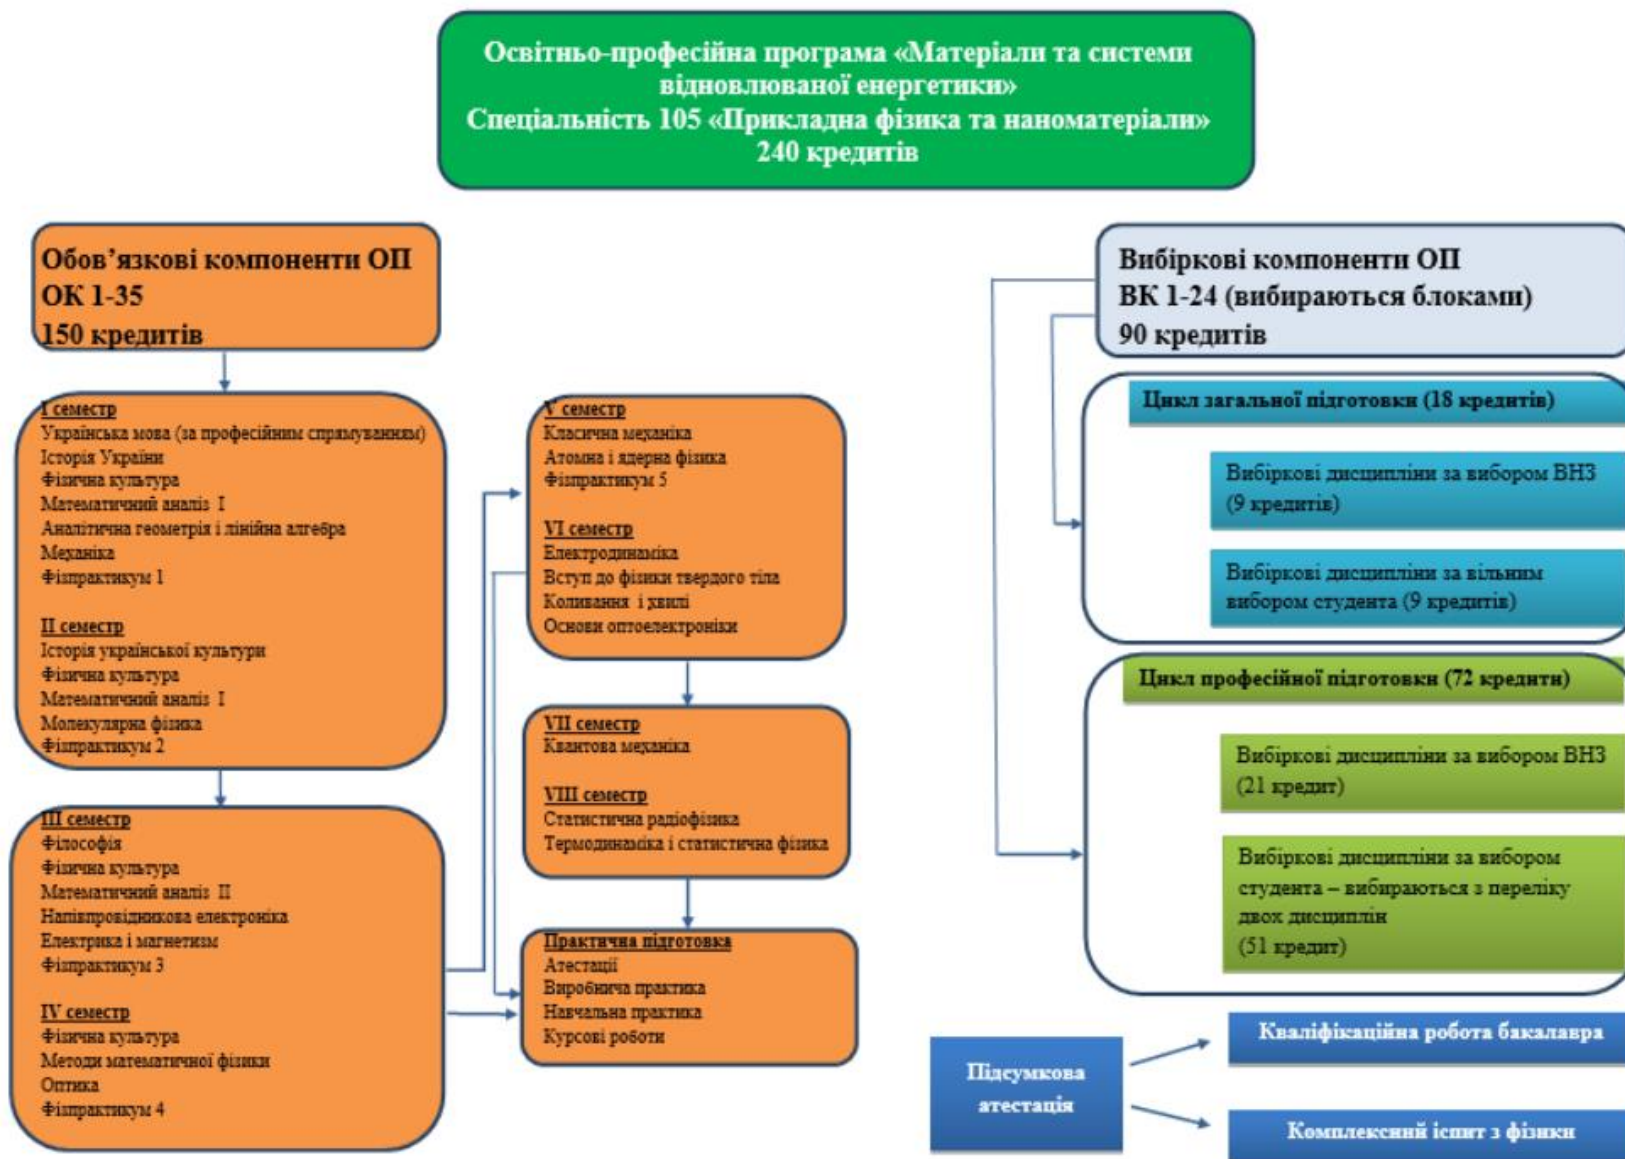 Освітньо-професійна програма «Матеріали та системи
відновлюваної енергетики»
Спеціальність 105 «Прикладна фізика та наноматеріали»
240 кредитів
Обов’язкові компоненти ОП
ОК 1-35
150 кредитів
I семестр
Українська мова (за професійним спрямуванням)
Історія України
Фізична культура
Математичний аналіз I
Аналітична геометрія і лінійна алгебра
Механіка
Фізпрактикум 1
II семестр
Історія української культури
Фізична культура
Математичний аналіз I
Молекулярна фізика
Фізпрактикум 2
III семестр
Філософія
Фізична культура
Математичний аналіз II
Напівпровідникова електроніка
Електрика і магнетизм
Фізпрактикум 3
IV семестр
Фізична культура
Методи математичної фізики
Оптика
Фізпрактикум 4
V семестр
Класична механіка
Атомна і ядерна фізика
Фізпрактикум 5
VI семестр
Електродинаміка
Вступ до фізики твердого тіла
Коливання і хвилі
Основи оптоелектроніки
VII семестр
Квантова механіка
VIII семестр
Статистична радіофізика
Термодинаміка і статистична фізика
Практична підготовка
Атестації
Виробнича практика
Навчальна практика
Курсові роботи
Вибіркові компоненти ОП
ВК 1-24 (вибираються блоками)
90 кредитів
Цикл загальної підготовки (18 кредитів)
Вибіркові дисципліни за вибором ВНЗ
(9 кредитів)
Вибіркові дисципліни за вільним
вибором студента (9 кредитів)
Цикл професійної підготовки (72 кредити)
Вибіркові дисципліни за вибором ВНЗ
(21 кредит)
Вибіркові дисципліни за вибором
студента – вибираються з переліку
двох дисциплін
(51 кредит)
Підсумкова
атестація
Кваліфікаційна робота бакалавра
Комплексний іспит з фізики